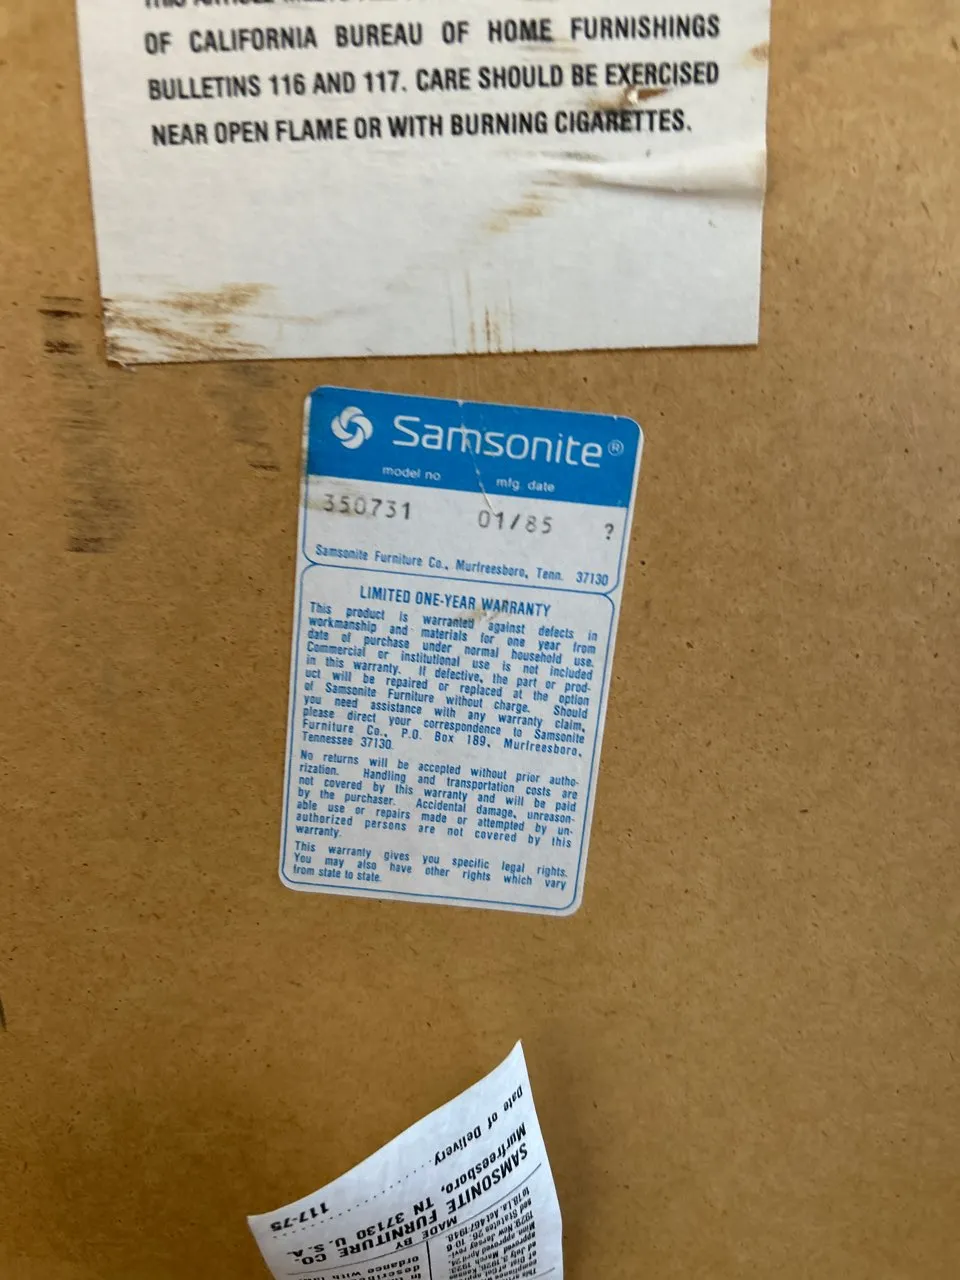 OF CALIFORNIA BUREAU OF HOME FURNISHINGS
BULLETINS 116 AND 117. CARE SHOULD BE EXERCISED
NEAR OPEN FLAME OR WITH BURNING CIGARETTES.
Samsonite®
model no mfg. date
350731 01/85 ?
Samsonite Furniture Co., Murfreesboro, Tenn. 37130
LIMITED ONE-YEAR WARRANTY
This product is warranted against defects in
workmanship and materials for one year from
date of purchase under normal household use.
Commercial or institutional use is not included
in this warranty. If defective, the part or prod-
uct will be repaired or replaced at the option
of Samsonite Furniture without charge. Should
you need assistance with any warranty claim,
please direct your correspondence to Samsonite
Furniture Co., P.O. Box 189, Murfreesboro,
Tennessee 37130.
No returns will be accepted without prior autho-
rization. Handling and transportation costs are
not covered by this warranty and will be paid
by the purchaser. Accidental damage, unreason-
able use or repairs made or attempted by un-
authorized persons are not covered by this
warranty.
This warranty gives you specific legal rights.
You may also have other rights which vary
from state to state.
MADE BY
SAMSONITE FURNITURE CO.
Murfreesboro, TN 37130 U. S. A.
Date of Delivery
117-75